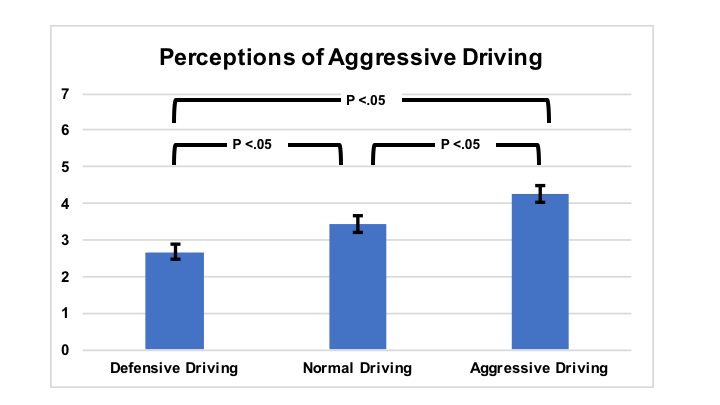 Perceptions of Aggressive Driving
7
P <.05
6
P <.05 P <.05
5
4
3
2
1
0
Defensive Driving Normal Driving Aggressive Driving